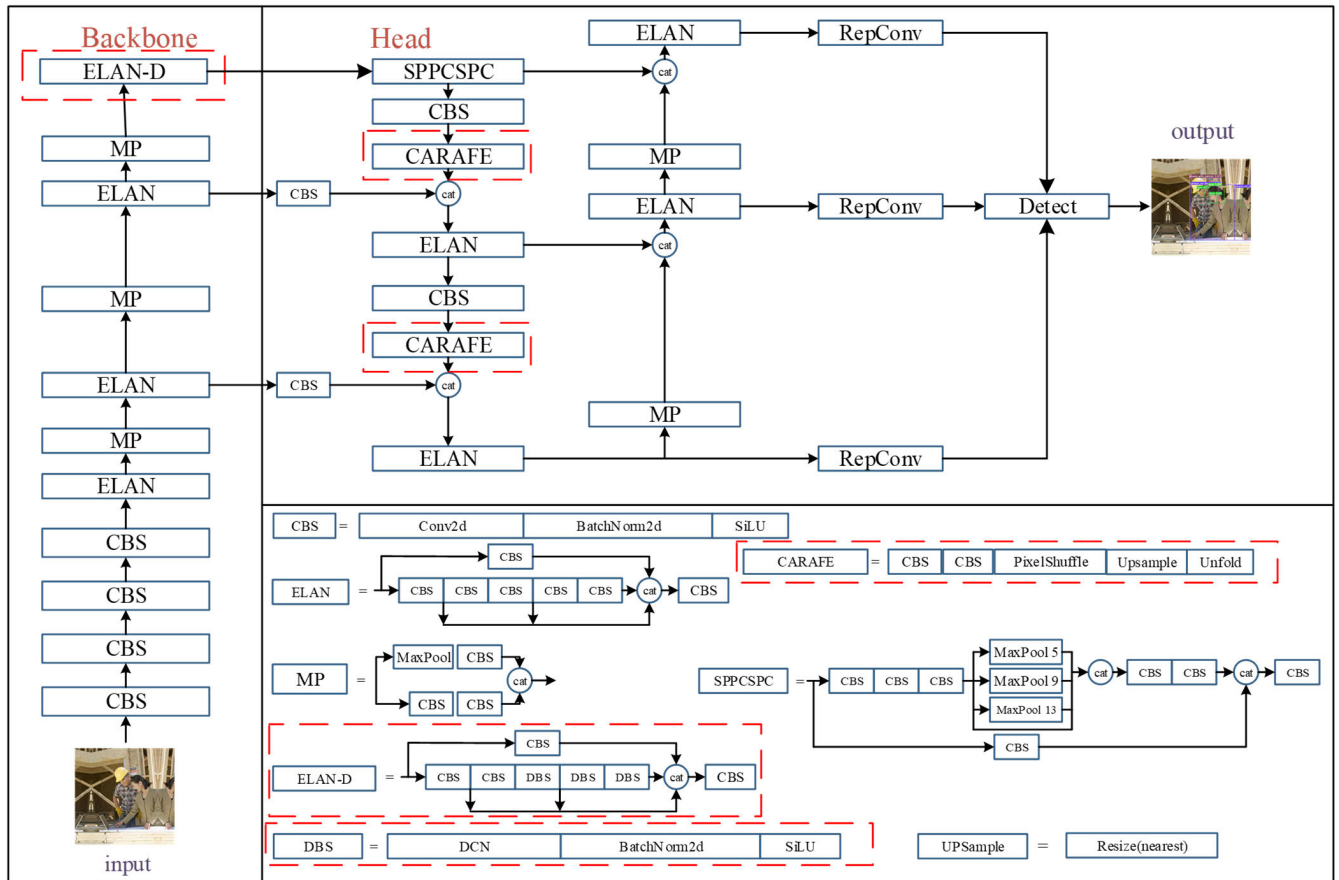 Backbone
ELAN-D
MP
ELAN
MP
ELAN
MP
ELAN
CBS
CBS
CBS
CBS
input
Head
SPPCSPC
CBS
CARAFE
CBS
cat
ELAN
CBS
CARAFE
CBS
cat
ELAN
ELAN
cat
MP
ELAN
cat
MP
RepConv
RepConv
RepConv
Detect
output
CBS = Conv2d BatchNorm2d SiLU
CARAFE = CBS CBS PixelShuffle Upsample Unfold
CBS
ELAN = CBS CBS CBS CBS CBS cat CBS
MaxPool CBS
MP = cat
CBS CBS
MaxPool 5
SPPCSPC = CBS CBS CBS MaxPool 9 cat CBS CBS cat CBS
MaxPool 13
CBS
CBS
ELAN-D = CBS CBS DBS DBS DBS cat CBS
DBS = DCN BatchNorm2d SiLU
UPSample = Resize(nearest)